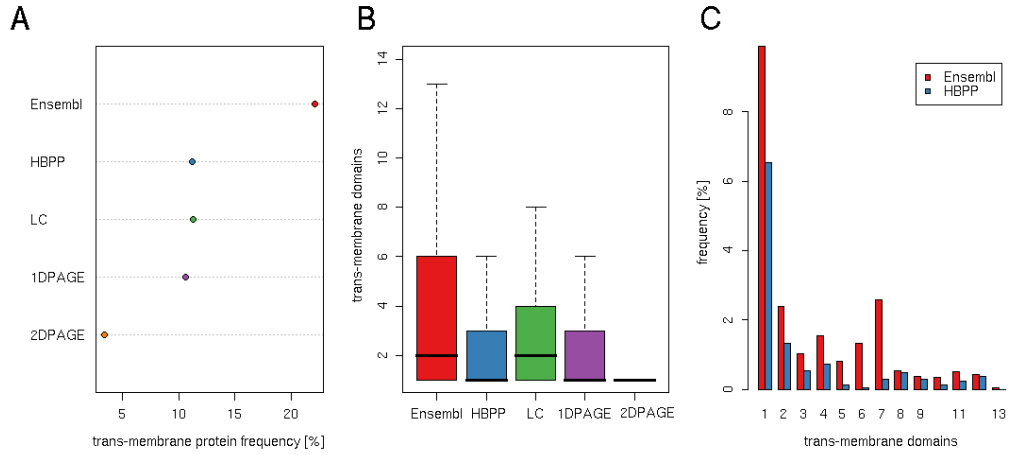 A
Ensembl
HBPP
LC
1DPAGE
2DPAGE
5 10 15 20
trans-membrane protein frequency [%]
B
14
12
10
8
6
4
2
trans-membrane domains
Ensembl HBPP LC 1DPAGE 2DPAGE
C
Ensembl
HBPP
8
6
4
2
0
frequency [%]
1 2 3 4 5 6 7 8 9 11 13
trans-membrane domains